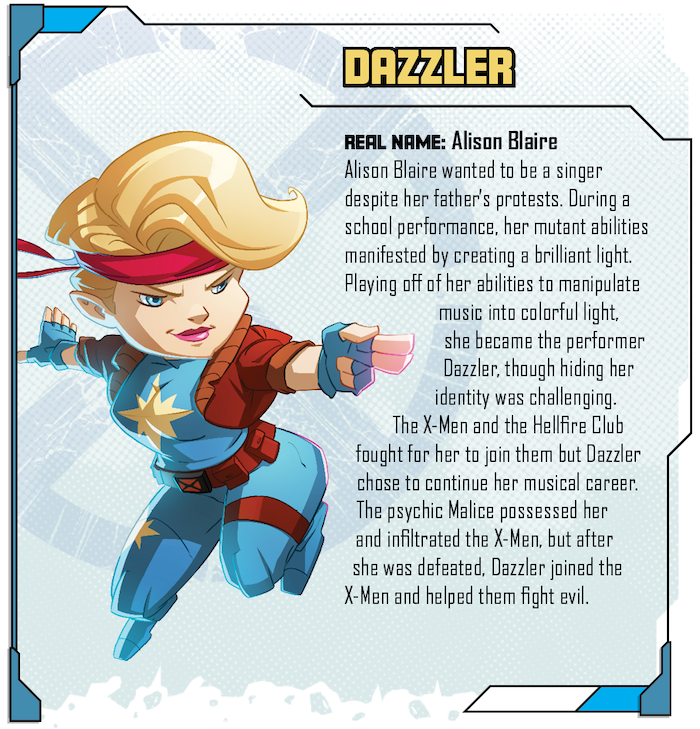 DAZZLER
REAL NAME: Alison Blaire
Alison Blaire wanted to be a singer
despite her father's protests. During a
school performance, her mutant abilities
manifested by creating a brilliant light.
Playing off of her abilities to manipulate
music into colorful light,
she became the performer
Dazzler, though hiding her
identity was challenging.
The X-Men and the Hellfire Club
fought for her to join them but Dazzler
chose to continue her musical career.
The psychic Malice possessed her
and infiltrated the X-Men, but after
she was defeated, Dazzler joined the
X-Men and helped them fight evil.